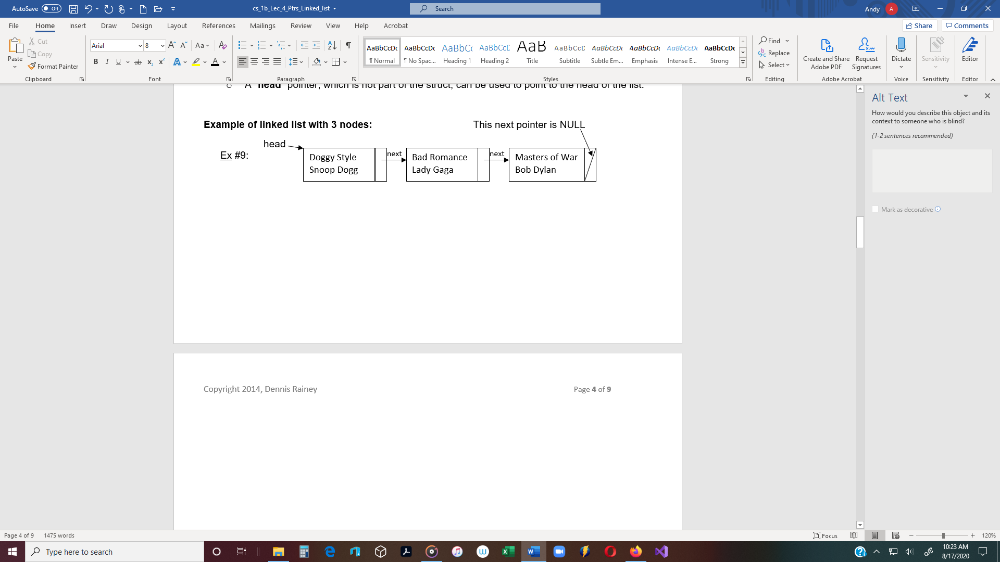 AutoSave Off
cs_1b_Lec_4_Ptrs_Linked_list
Search
Andy A
File Home Insert Draw Design Layout References Mailings Review View Help Acrobat
Share Comments
Paste
Cut
Copy
Format Painter
Clipboard
Arial 8
Aa
B I U ab x2 x2 A A
Font
Paragraph
AaBbCcDc AaBbCcDc AaBbCc AaBbCcD AaB AaBbCcD AaBbCcDc AaBbCcDc AaBbCcDc AaBbCcDc
¶ Normal ¶ No Spac... Heading 1 Heading 2 Title Subtitle Subtle Em... Emphasis Intense E... Strong
Styles
Find
Replace
Select
Editing
Create and Share
Adobe PDF
Request
Signatures
Adobe Acrobat
Dictate
Voice
Sensitivity
Sensitivity
Editor
Editor
A "head" pointer, which is not part of the struct, can be used to point to the head of the list.
Example of linked list with 3 nodes:
This next pointer is NULL
head
Ex #9:
Doggy Style
Snoop Dogg
next
Bad Romance
Lady Gaga
next
Masters of War
Bob Dylan
Copyright 2014, Dennis Rainey
Page 4 of 9
Alt Text
How would you describe this object and its
context to someone who is blind?
(1-2 sentences recommended)
Mark as decorative
Page 4 of 9 1475 words
Focus
120%
Type here to search
10:23 AM
8/17/2020